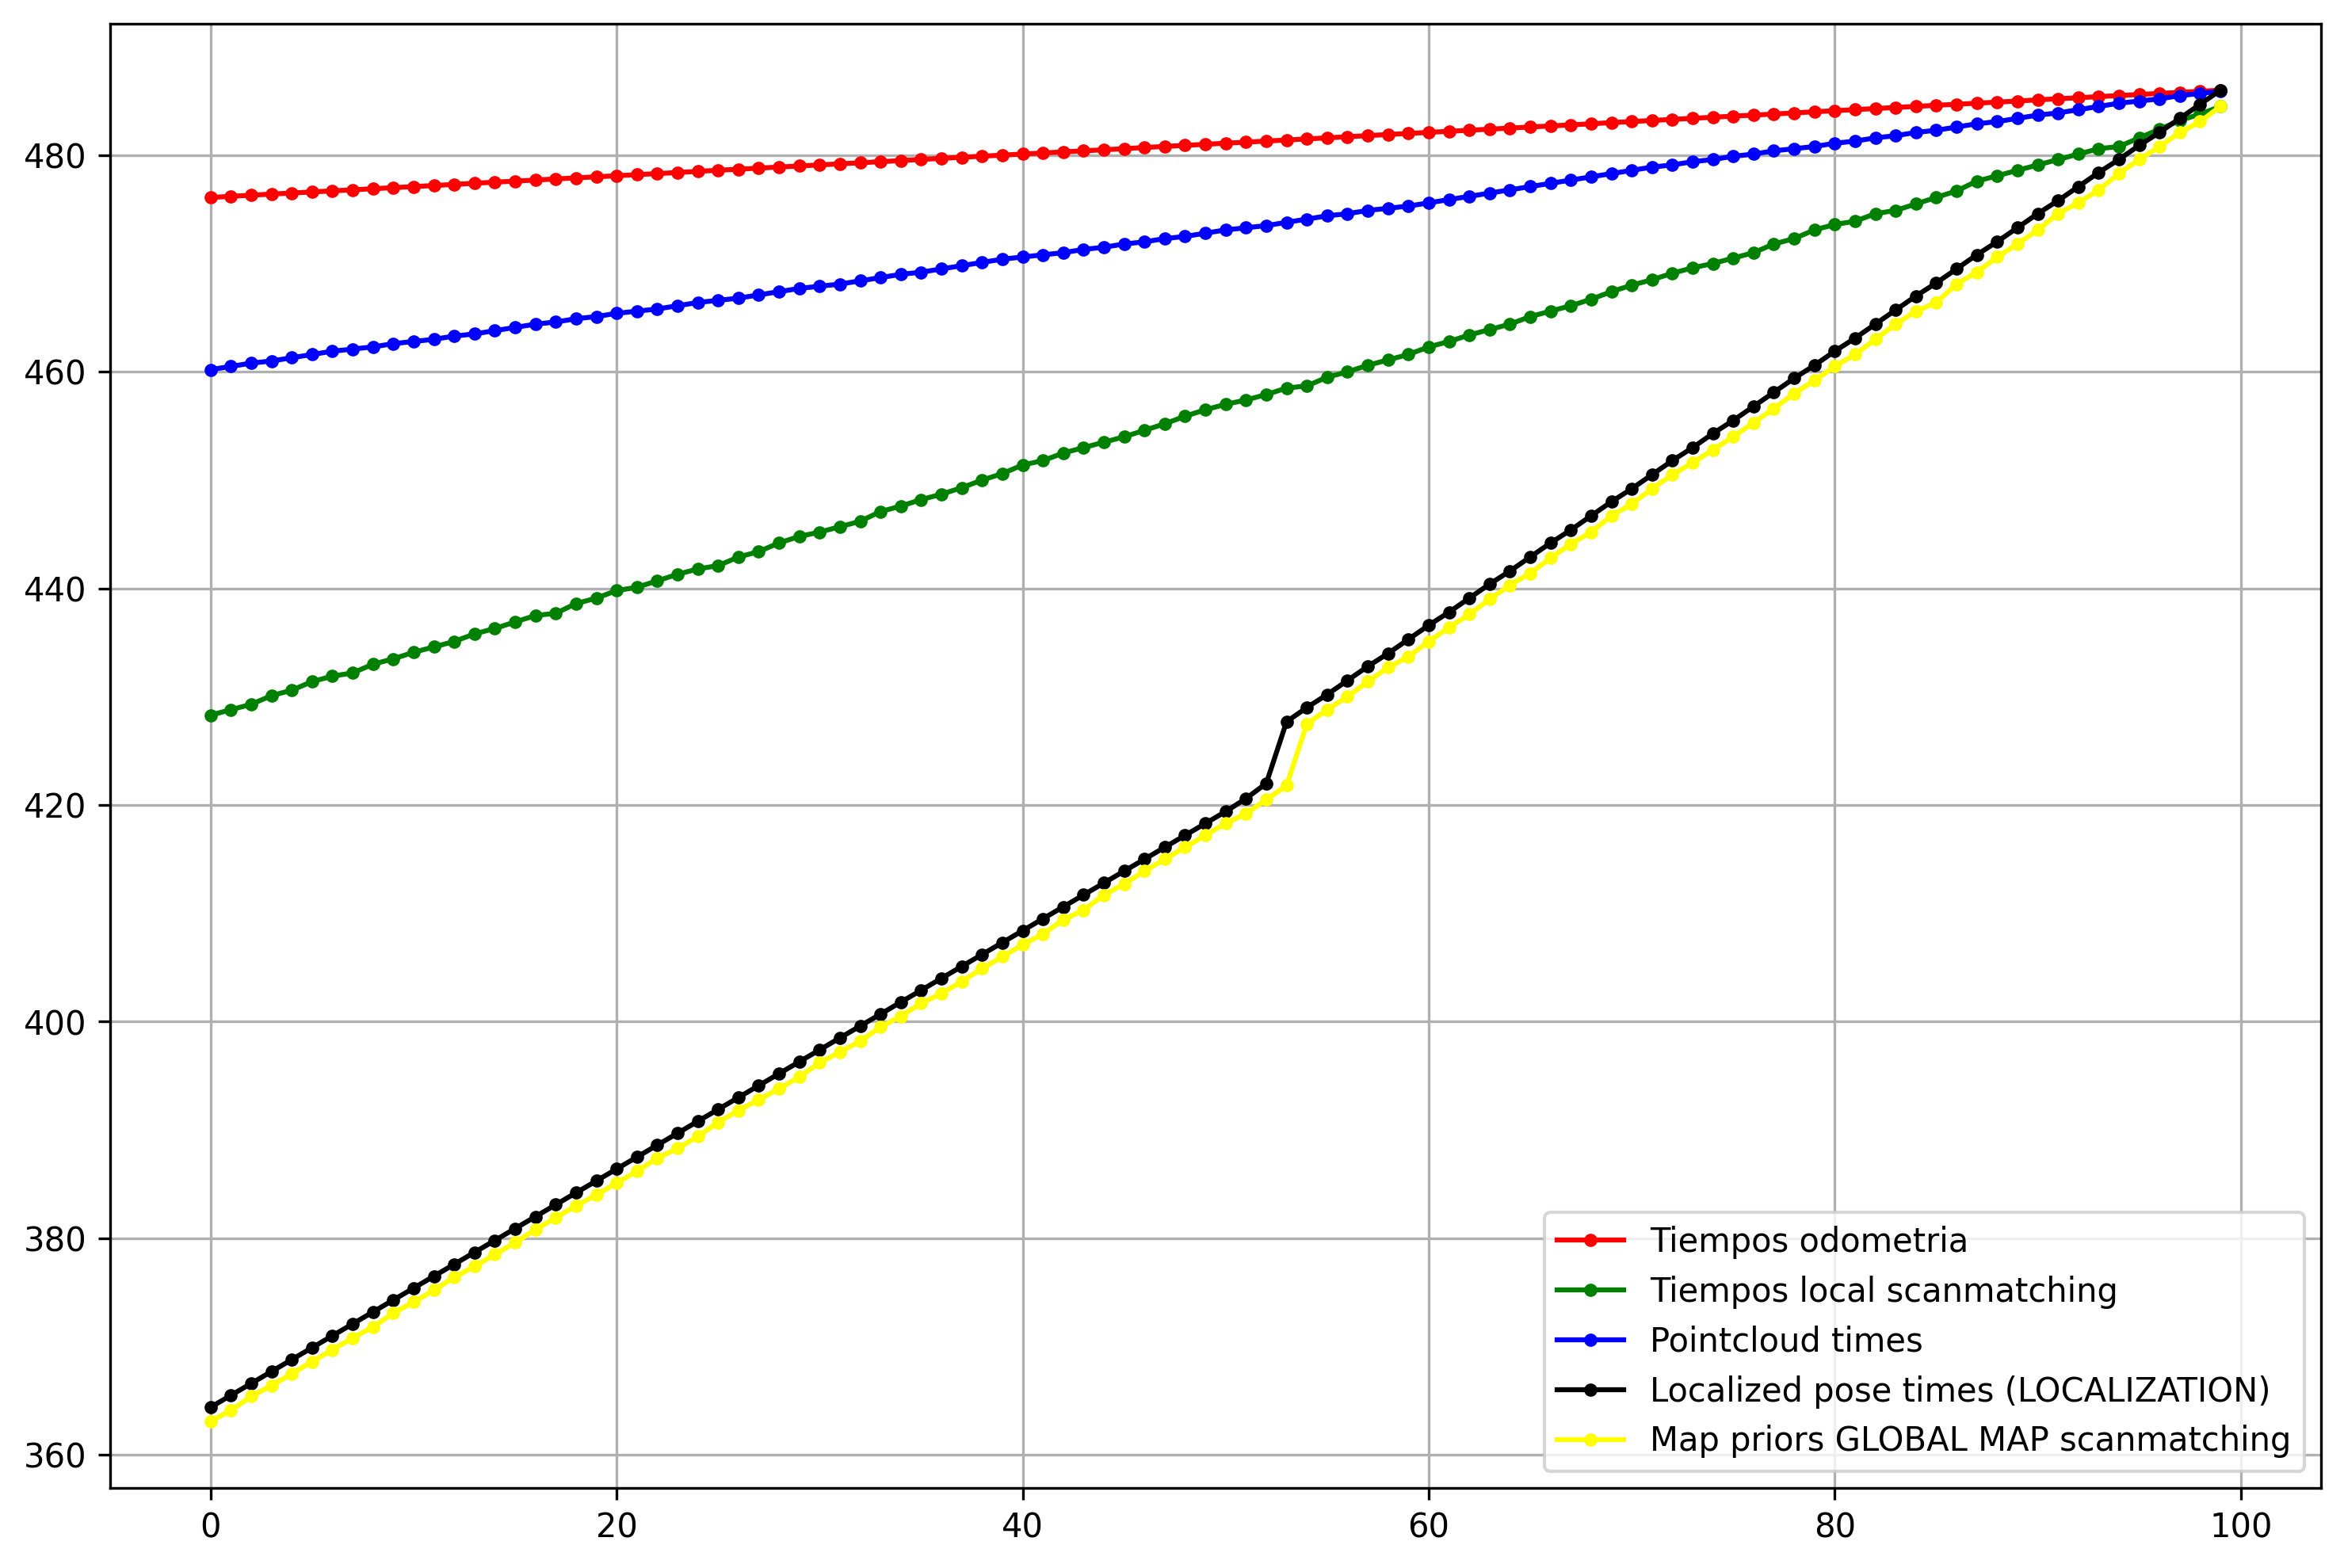 480
460
440
420
400
380
360
0 20 40 60 80 100
Tiempos odometria
Tiempos local scanmatching
Pointcloud times
Localized pose times (LOCALIZATION)
Map priors GLOBAL MAP scanmatching